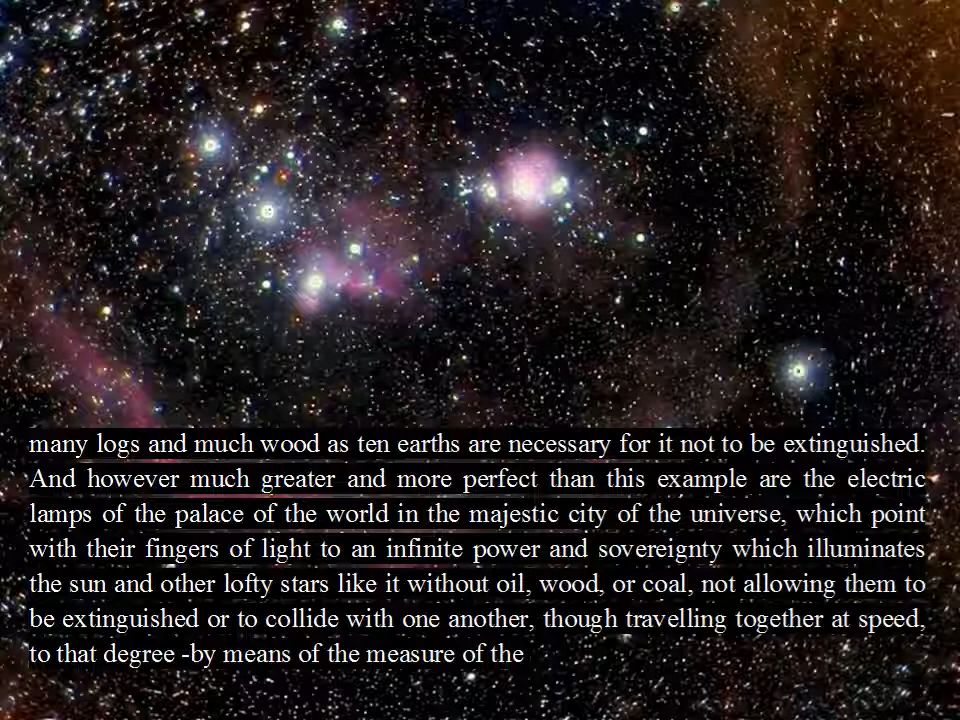 many logs and much wood as ten earths are necessary for it not to be extinguished.
And however much greater and more perfect than this example are the electric
lamps of the palace of the world in the majestic city of the universe, which point
with their fingers of light to an infinite power and sovereignty which illuminates
the sun and other lofty stars like it without oil, wood, or coal, not allowing them to
be extinguished or to collide with one another, though travelling together at speed,
to that degree -by means of the measure of the